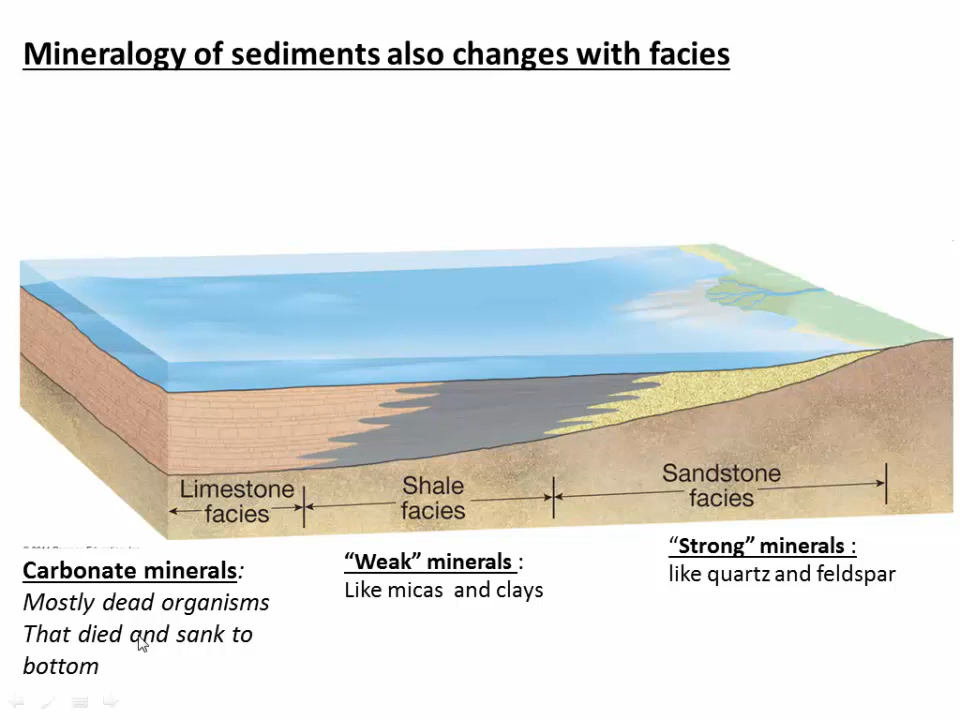 Mineralogy of sediments also changes with facies
Limestone
facies
Shale
facies
Sandstone
facies
Carbonate minerals:
Mostly dead organisms
That died and sank to
bottom
“Weak” minerals :
Like micas and clays
“Strong” minerals :
like quartz and feldspar